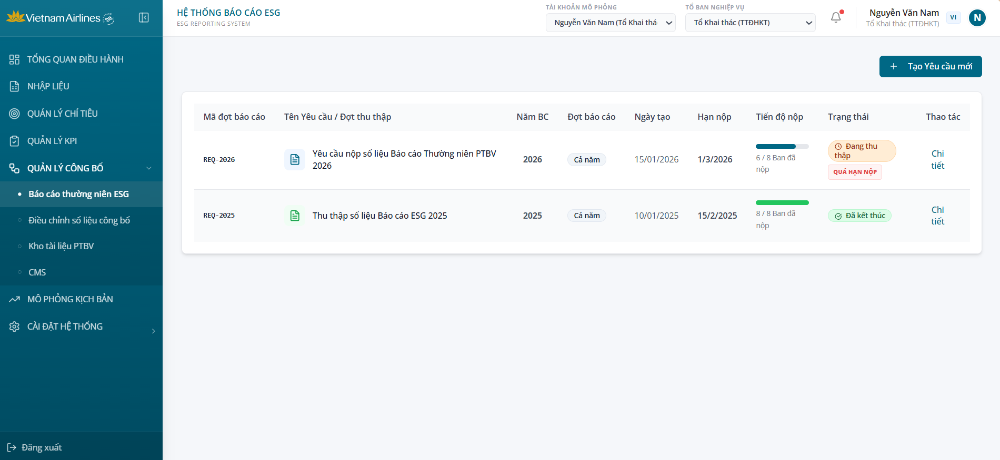 Vietnam Airlines
HỆ THỐNG BÁO CÁO ESG
ESG REPORTING SYSTEM
TÀI KHOẢN MÔ PHỎNG
Nguyễn Văn Nam (Tổ Khai thá
TỔ BAN NGHIỆP VỤ
Tổ Khai thác (TTĐHKT)
Nguyễn Văn Nam
Tổ Khai thác (TTĐHKT)
VI
N
TỔNG QUAN ĐIỀU HÀNH
NHẬP LIỆU
QUẢN LÝ CHỈ TIÊU
QUẢN LÝ KPI
QUẢN LÝ CÔNG BỐ
Báo cáo thường niên ESG
Điều chỉnh số liệu công bố
Kho tài liệu PTBV
CMS
MÔ PHỎNG KỊCH BẢN
CÀI ĐẶT HỆ THỐNG
Đăng xuất
+ Tạo Yêu cầu mới
Mã đợt báo cáo Tên Yêu cầu / Đợt thu thập Năm BC Đợt báo cáo Ngày tạo Hạn nộp Tiến độ nộp Trạng thái Thao tác
REQ-2026
Yêu cầu nộp số liệu Báo cáo Thường niên PTBV
2026
2026
Cả năm
15/01/2026
1/3/2026
6 / 8 Ban đã
nộp
Đang thu
thập
QUÁ HẠN NỘP
Chi
tiết
REQ-2025
Thu thập số liệu Báo cáo ESG 2025
2025
Cả năm
10/01/2025
15/2/2025
8 / 8 Ban đã
nộp
Đã kết thúc
Chi
tiết